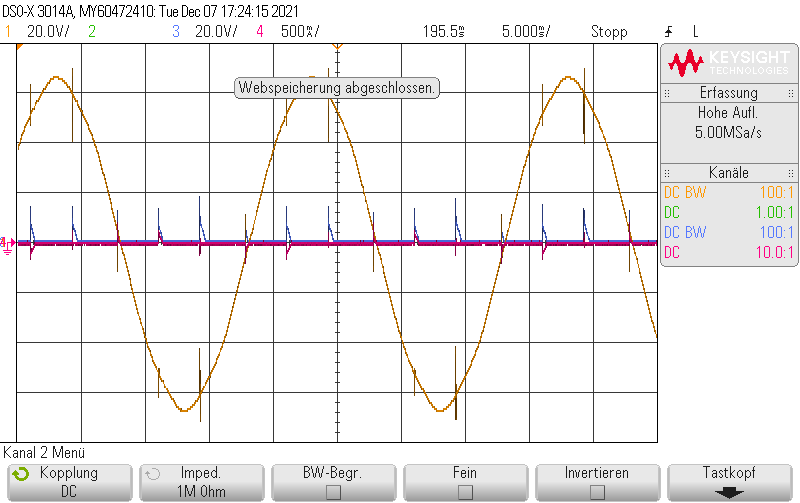 DSO-X 3014A, MY60472410: Tue Dec 07 17:24:15 2021
1 20.0V/ 2 3 20.0V/ 4 500%/ 195.5s 5.000s/ Stopp L
Webspeicherung abgeschlossen.
KEYSIGHT
TECHNOLOGIES
Erfassung
Hohe Aufl.
5.00MSa/s
Kanäle
DC BW 100:1
DC 1.00:1
DC BW 100:1
DC 10.0:1
Kanal 2 Menü
Kopplung
DC
Imped.
1M Ohm
BW-Begr.
Fein
Invertieren
Tastkopf